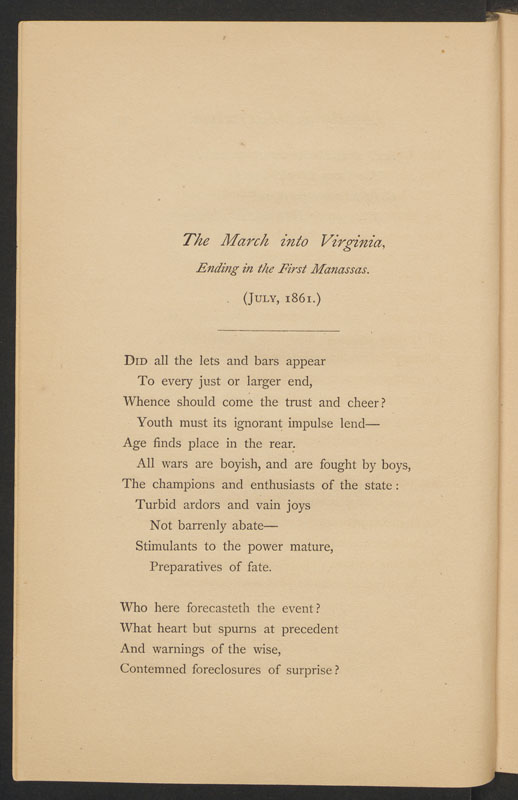 The March into Virginia,
Ending in the First Manassas.
(July, 1861.)
Did all the lets and bars appear
To every just or larger end,
Whence should come the trust and cheer?
Youth must its ignorant impulse lend—
Age finds place in the rear.
All wars are boyish, and are fought by boys,
The champions and enthusiasts of the state:
Turbid ardors and vain joys
Not barrenly abate—
Stimulants to the power mature,
Preparatives of fate.
Who here forecasteth the event?
What heart but spurns at precedent
And warnings of the wise,
Contemned foreclosures of surprise?